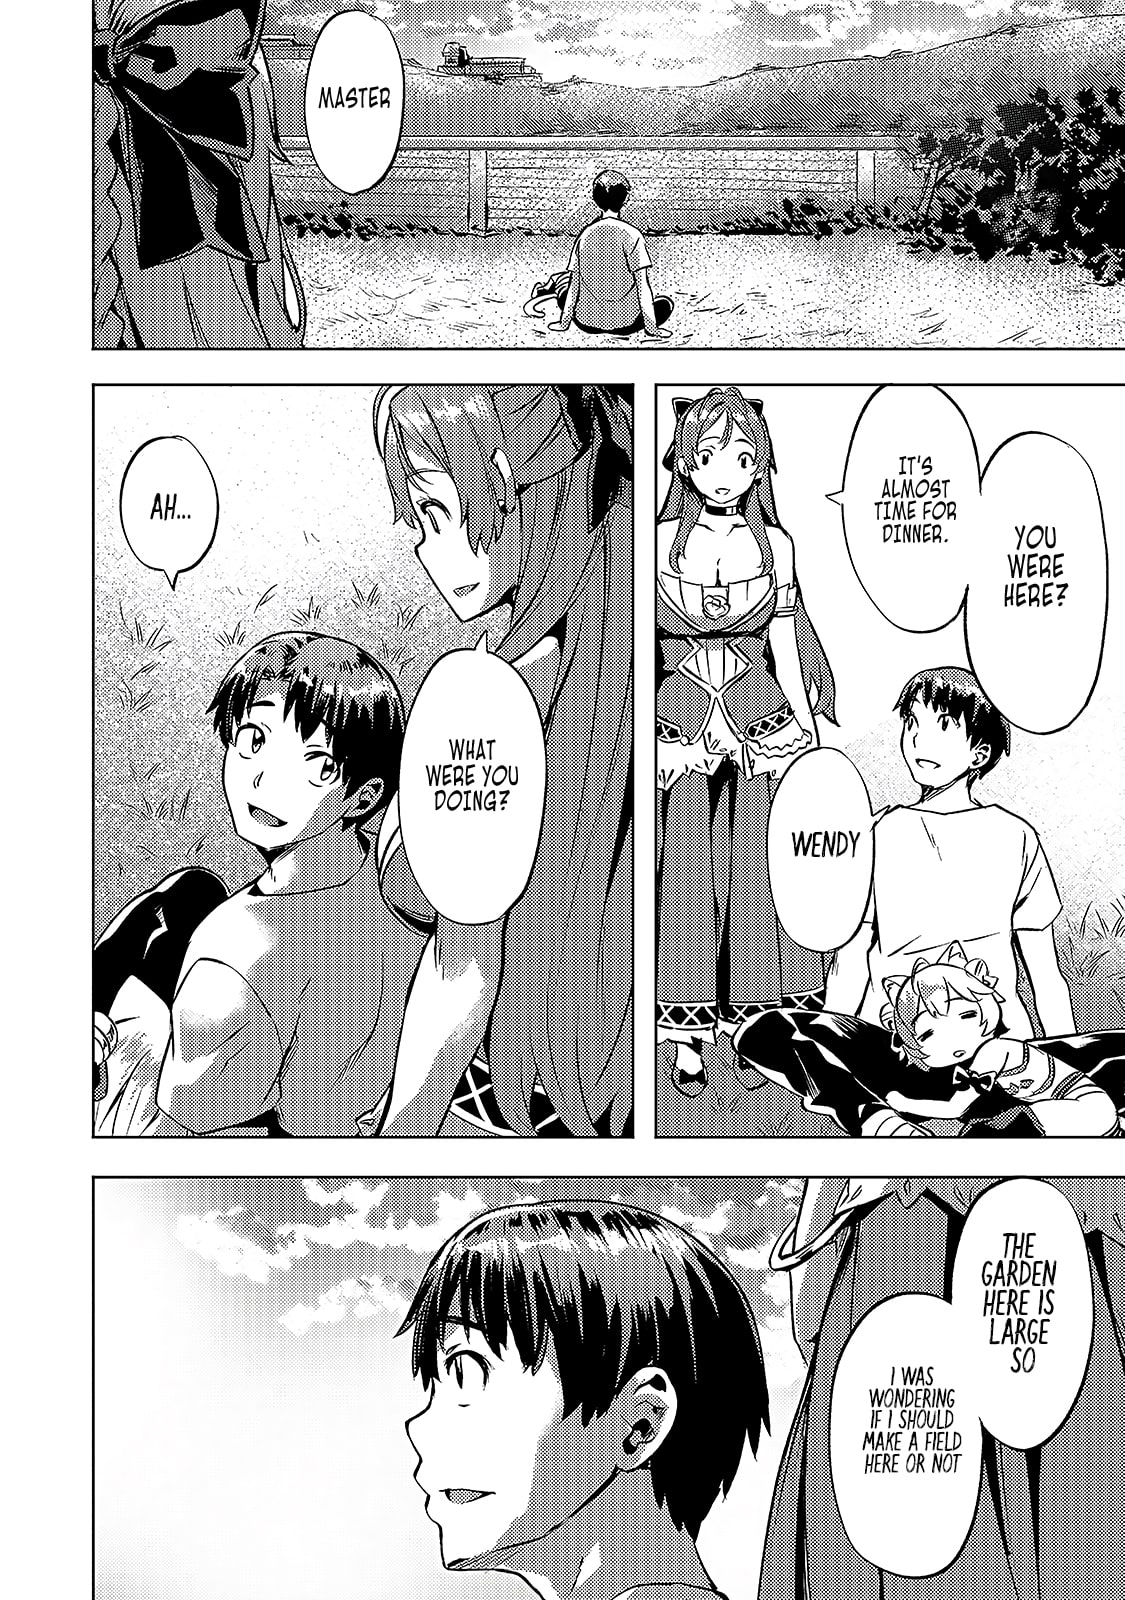 MASTER
YOU
WERE
HERE?
IT'S
ALMOST
TIME FOR
DINNER.
WENDY
WHAT
WERE YOU
DOING?
AH...
THE
GARDEN
HERE IS
LARGE
SO
I WAS
WONDERING
IF I SHOULD
MAKE A FIELD
HERE OR NOT